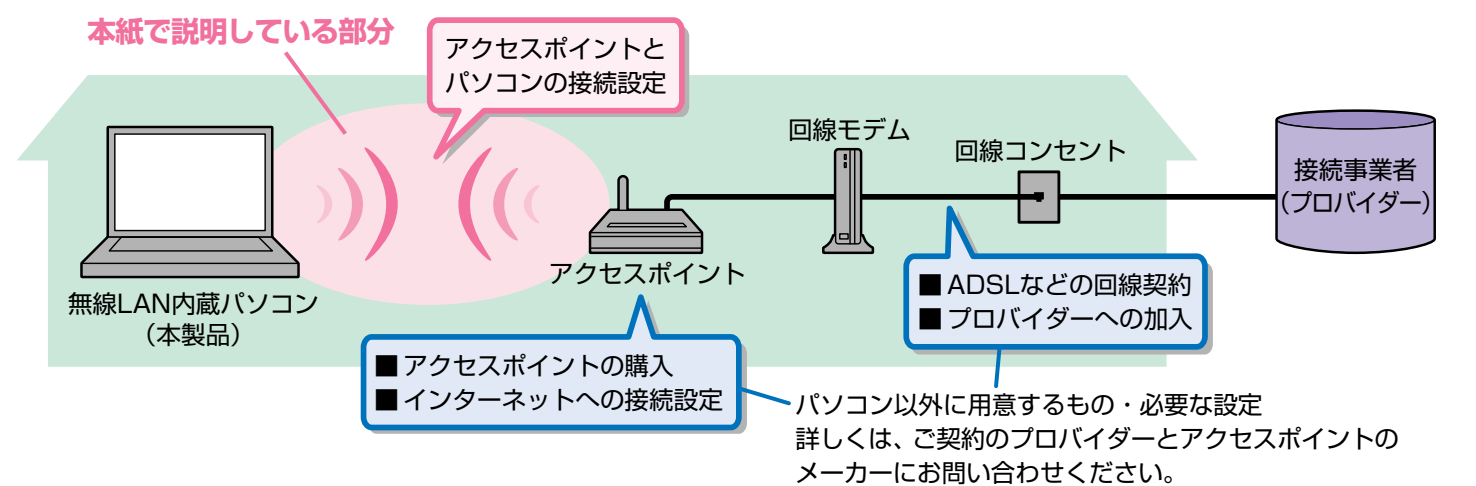 本紙で説明している部分
アクセスポイントと
パソコンの接続設定
回線モデム
回線コンセント
接続事業者
(プロバイダー)
アクセスポイント
無線LAN内蔵パソコン
(本製品)
■ ADSLなどの回線契約
■ プロバイダーへの加入
■ アクセスポイントの購入
■ インターネットへの接続設定
パソコン以外に用意するもの・必要な設定
詳しくは、ご契約のプロバイダーとアクセスポイントの
メーカーにお問い合わせください。